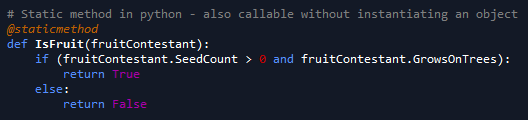 # Static method in python - also callable without instantiating an object
@staticmethod
def IsFruit(fruitContestant):
    if (fruitContestant.SeedCount > 0 and fruitContestant.GrowsOnTrees):
        return True
    else:
        return False